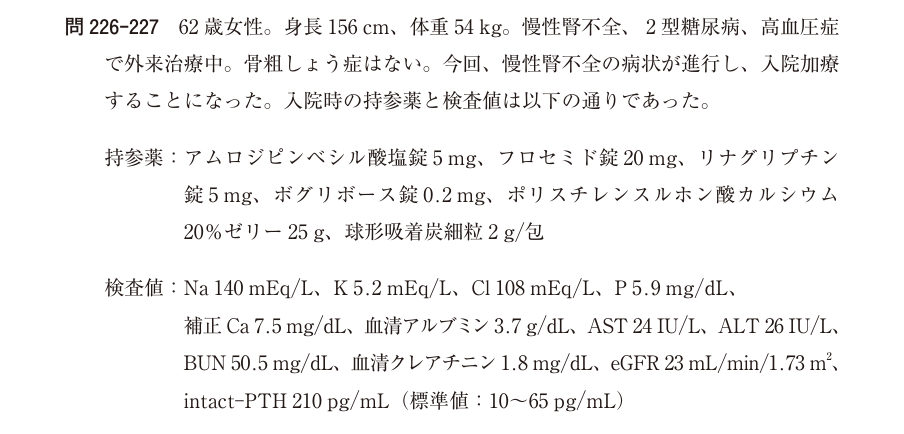 問 226-227　62 歳女性。身長 156 cm、体重 54 kg。慢性腎不全、２型糖尿病、高血圧症
で外来治療中。骨粗しょう症はない。今回、慢性腎不全の病状が進行し、入院加療
することになった。入院時の持参薬と検査値は以下の通りであった。
持参薬：アムロジピンベシル酸塩錠 5 mg、フロセミド錠 20 mg、リナグリプチン
錠 5 mg、ボグリボース錠 0.2 mg、ポリスチレンスルホン酸カルシウム
20％ゼリー 25 g、球形吸着炭細粒 2 g/包
検査値：Na 140 mEq/L、K 5.2 mEq/L、Cl 108 mEq/L、P 5.9 mg/dL、
補正 Ca 7.5 mg/dL、血清アルブミン 3.7 g/dL、AST 24 IU/L、ALT 26 IU/L、
BUN 50.5 mg/dL、血清クレアチニン 1.8 mg/dL、eGFR 23 mL/min/1.73 m²、
intact-PTH 210 pg/mL（標準値：10～65 pg/mL）